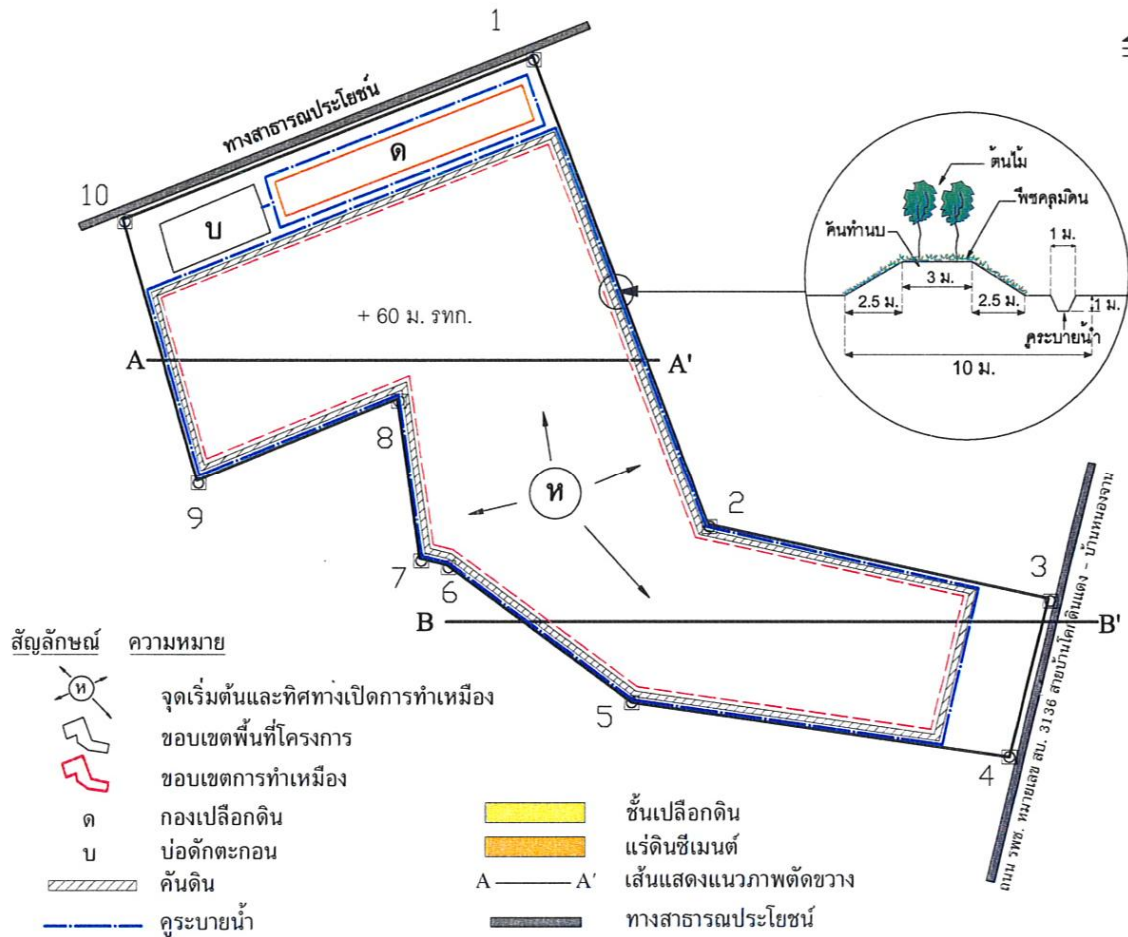 1
ทางสาธารณประโยชน์
10
ด
บ
ต้นไม้
พืชคลุมดิน
คันทำนบ
1 ม.
3 ม.
2.5 ม.
2.5 ม.
1 ม.
คูระบายน้ำ
10 ม.
+ 60 ม. รทก.
A
A'
8
ห
9
2
7
6
3
B
B'
5
4
ถนน รพช. หมายเลข สบ. 3136 สายบ้านโคกดินแดง - บ้านหนองจาน
สัญลักษณ์ ความหมาย
ห จุดเริ่มต้นและทิศทางเปิดการทำเหมือง
ขอบเขตพื้นที่โครงการ
ขอบเขตการทำเหมือง
ด กองเปลือกดิน
บ บ่อดักตะกอน
คันดิน
คูระบายน้ำ
ชั้นเปลือกดิน
แร่ดินซีเมนต์
A A' เส้นแสดงแนวภาพตัดขวาง
ทางสาธารณประโยชน์